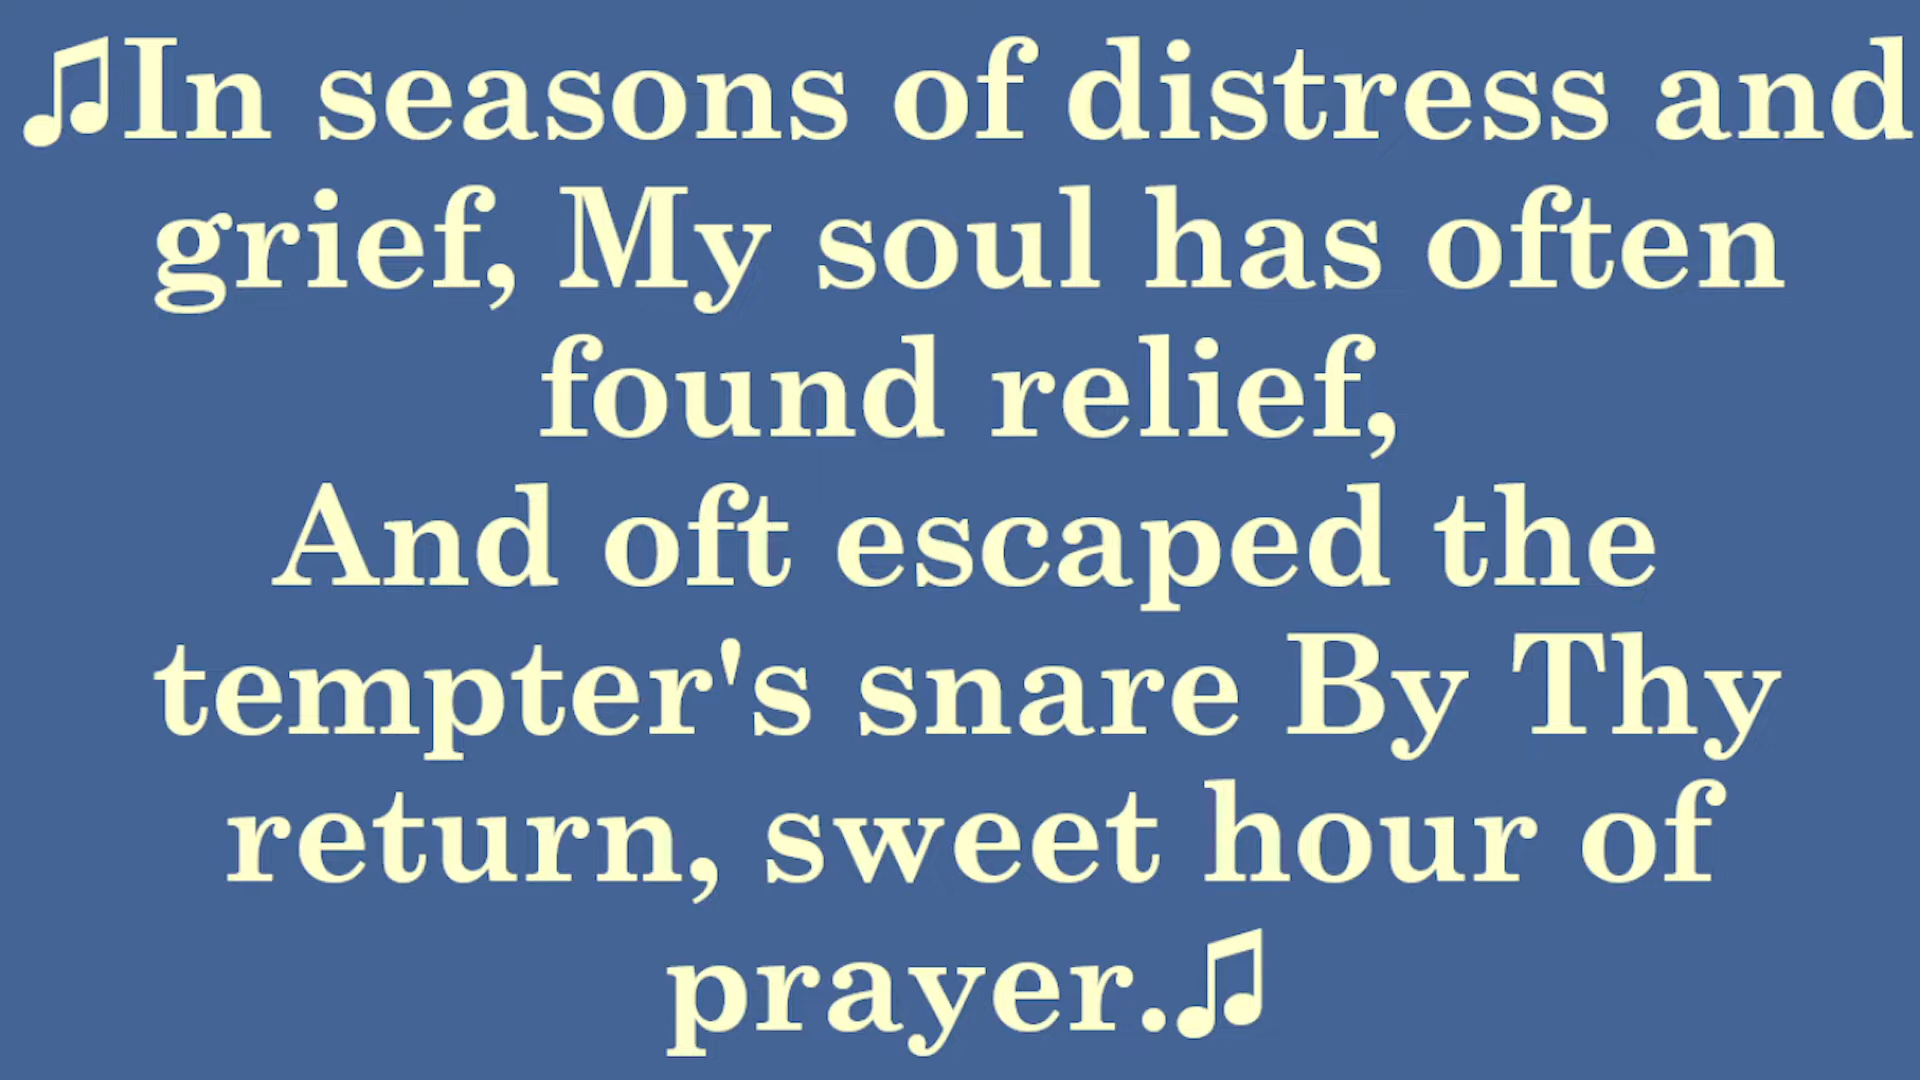 ♫In seasons of distress and
grief, My soul has often
found relief,
And oft escaped the
tempter's snare By Thy
return, sweet hour of
prayer.♫